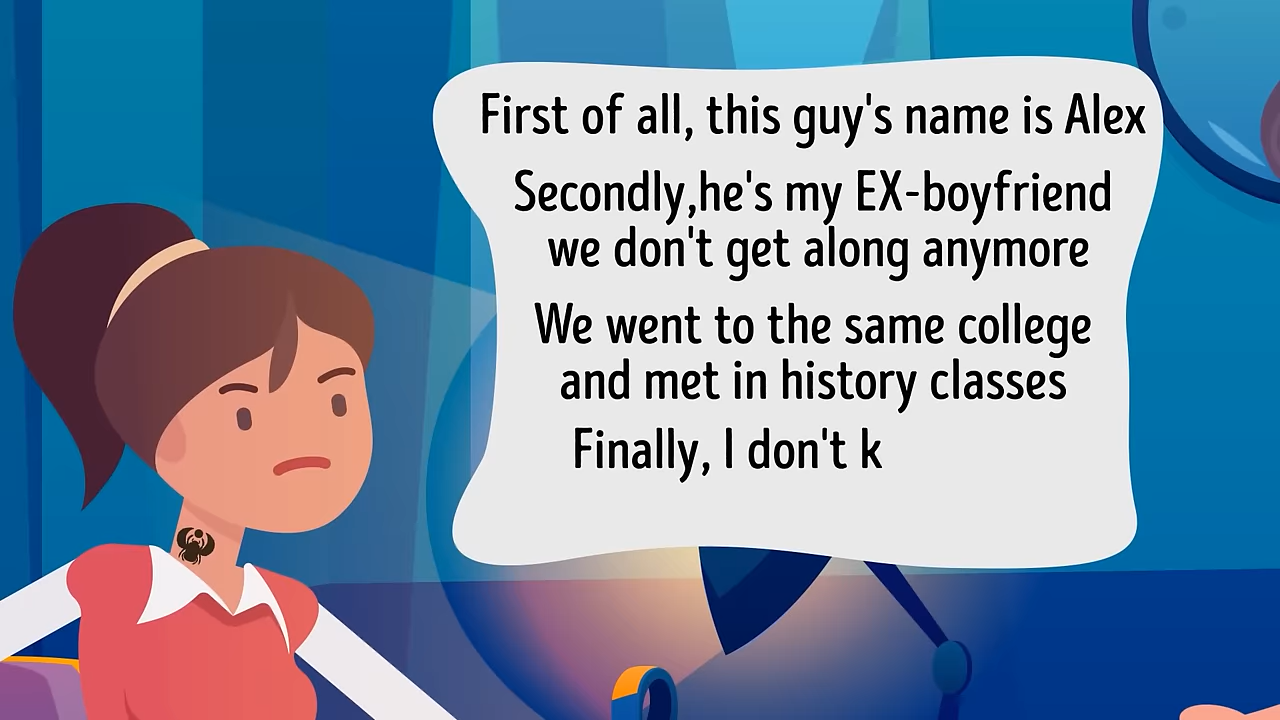 First of all, this guy's name is Alex
Secondly,he's my EX-boyfriend
we don't get along anymore
We went to the same college
and met in history classes
Finally, I don't k